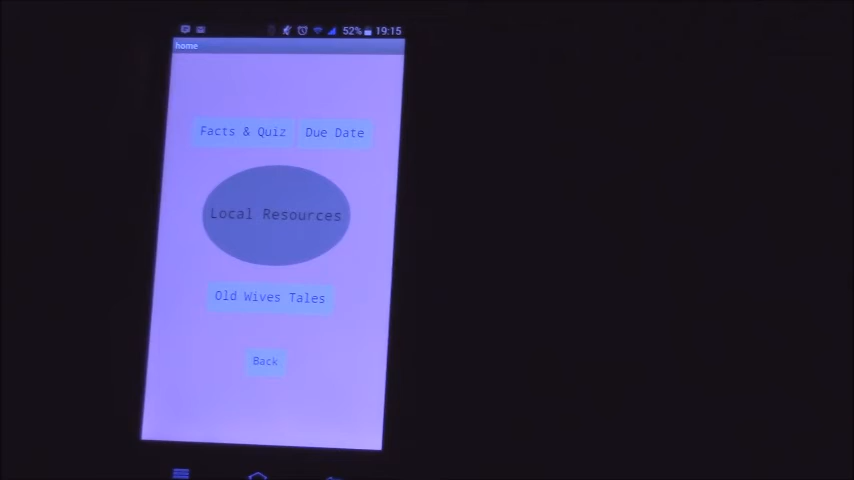 52% 19:15
home
Facts & Quiz Due Date
Local Resources
Old Wives Tales
Back